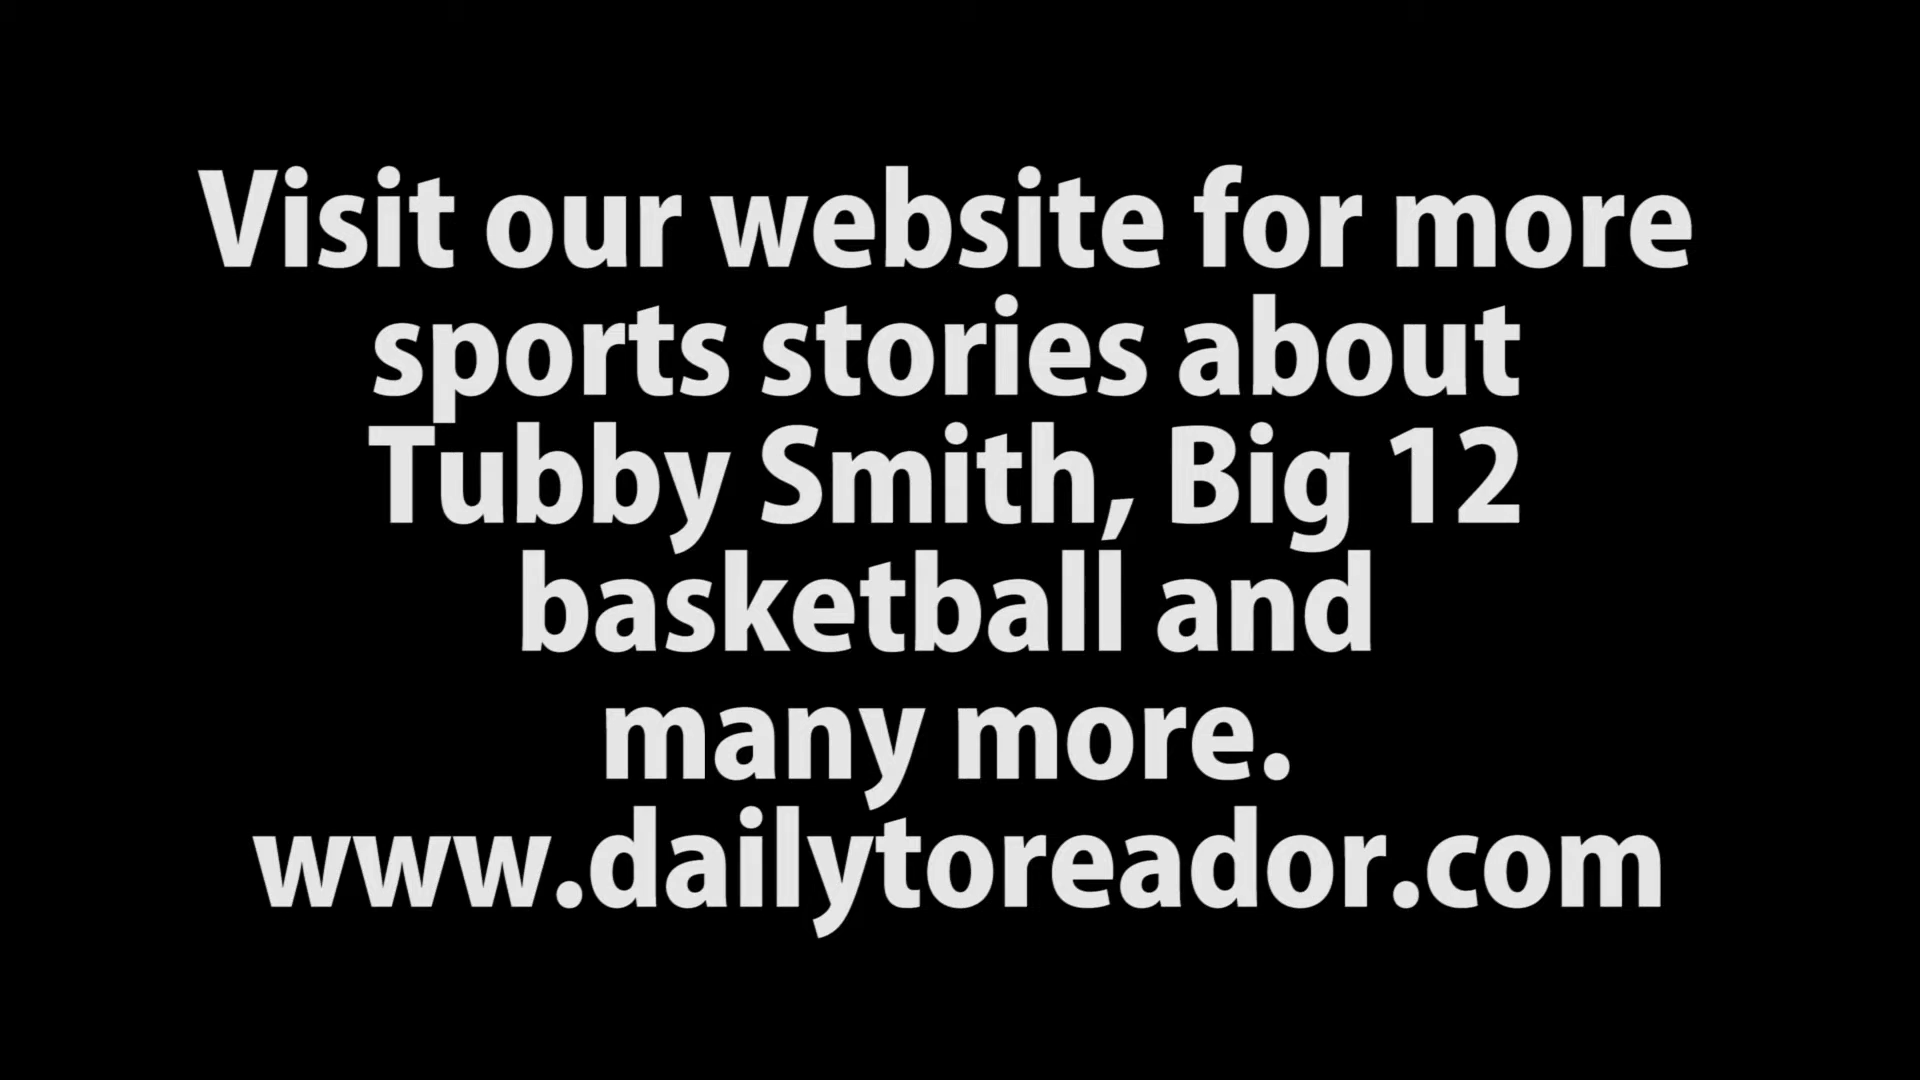 Visit our website for more
sports stories about
Tubby Smith, Big 12
basketball and
many more.
www.dailytoreador.com